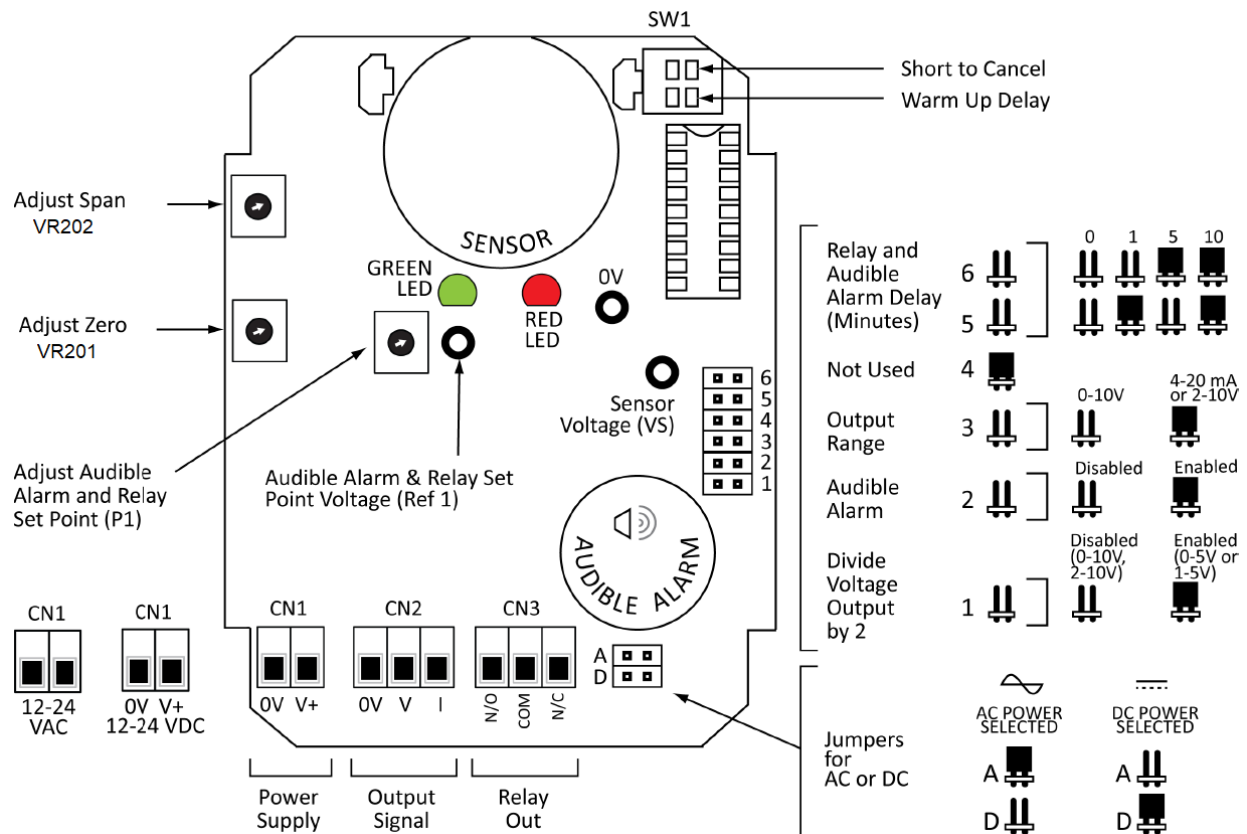 SW1
Short to Cancel
Warm Up Delay
Adjust Span
VR202
SENSOR
GREEN
LED
RED
LED
0V
Adjust Zero
VR201
Sensor
Voltage (VS)
6
5
4
3
2
1
Adjust Audible
Alarm and Relay
Set Point (P1)
Audible Alarm & Relay Set
Point Voltage (Ref 1)
AUDIBLE ALARM
CN1
12-24
VAC
CN1
0V V+
12-24 VDC
CN1
0V V+
CN2
0V V I
CN3
N/O COM N/C
A
D
Power
Supply
Output
Signal
Relay
Out
Relay and
Audible
Alarm Delay
(Minutes)
6
5
0 1 5 10
Not Used
4
Output
Range
3
0-10V
4-20 mA
or 2-10V
Audible
Alarm
2
Disabled
Enabled
Divide
Voltage
Output
by 2
1
Disabled
(0-10V,
2-10V)
Enabled
(0-5V or
1-5V)
Jumpers
for
AC or DC
AC POWER
SELECTED
A
D
DC POWER
SELECTED
A
D